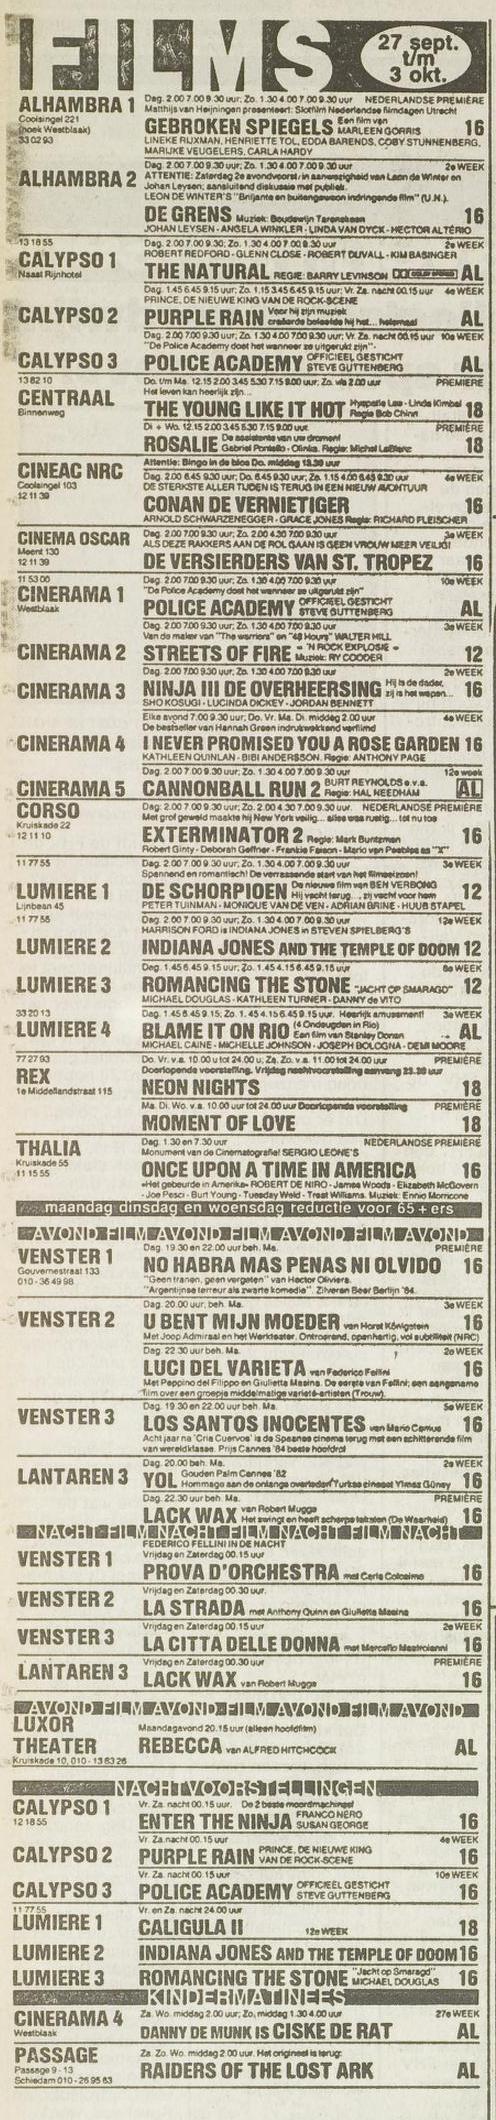 FILMS
27 sept.
t/m
3 okt.
ALHAMBRA 1
Coolsingel 221
(hoek Westblaak)
33 02 93
Dag. 2.00 7.00 9.30 uur; Zo. 1.30 4.00 7.00 9.30 uur NEDERLANDSE PREMIÈRE
Matthijs van Heijningen presenteert: Slotfilm Nederlandse filmdagen Utrecht
GEBROKEN SPIEGELS Een film van MARLEEN GORRIS 16
LINEKE RIJXMAN, HENRIETTE TOL, EDDA BARENDS, COBY STUNNENBERG,
MARIJKE VEUGELERS, CARLA HARDY
ALHAMBRA 2
Dag. 2.00 7.00 9.30 uur; Zo. 1.30 4.00 7.00 9.30 uur 2e WEEK
ATTENTIE: Zaterdag 2e avondvoorst. in aanwezigheid van Leon de Winter en
Johan Leysen; aansluitend diskussie met publiek.
LEON DE WINTER'S "Briljante en buitengewoon indringende film" (U.N.).
DE GRENS Muziek: Boudewijn Tarenskeen 16
JOHAN LEYSEN - ANGELA WINKLER - LINDA VAN DYCK - HECTOR ALTÉRIO
13 18 55
CALYPSO 1
Naast Rijnhotel
Dag. 2.00 7.00 9.30; Zo. 1.30 4.00 7.00 9.30 uur 2e WEEK
ROBERT REDFORD - GLENN CLOSE - ROBERT DUVALL - KIM BASINGER
THE NATURAL REGIE: BARRY LEVINSON AL
CALYPSO 2
Dag. 1.45 6.45 9.15 uur; Zo. 1.15 3.45 6.45 9.15 uur; Vr. Za. nacht 00.15 uur 4e WEEK
PRINCE, DE NIEUWE KING VAN DE ROCK-SCENE
PURPLE RAIN Voor hij zijn muziek creëerde beleefde hij het... helemaal AL
CALYPSO 3
Dag. 2.00 7.00 9.30 uur; Zo. 1.30 4.00 7.00 9.30 uur; Vr. Za. nacht 00.15 uur 10e WEEK
"De Police Academy doet het wanneer ze uitgerukt zijn"
POLICE ACADEMY OFFICIEEL GESTICHT STEVE GUTTENBERG AL
13 82 10
CENTRAAL
Binnenweg
Do. t/m Ma. 12.15 2.00 3.45 5.30 7.15 9.00 uur; Zo. v/a 2.00 uur PREMIERE
Het leven kan heerlijk zijn...
THE YOUNG LIKE IT HOT Hyapatia Lee - Linda Kimbal Regie Bob Chinn 18
Di + Wo. 12.15 2.00 3.45 5.30 7.15 9.00 uur. PREMIÈRE
ROSALIE De assistente van uw dromen! Gabriel Pontello - Olinka. Regie: Michel LeBlanc 18
CINEAC NRC
Coolsingel 103
12 11 39
Attentie: Bingo in de bios Do. middag 13.30 uur
Dag. 2.00 6.45 9.30 uur; Do. 6.45 9.30 uur; Zo. 1.15 4.00 6.45 9.30 uur 4e WEEK
DE STERKSTE ALLER TIJDEN IS TERUG IN EEN NIEUW AVONTUUR
CONAN DE VERNIETIGER 16
ARNOLD SCHWARZENEGGER - GRACE JONES Regie: RICHARD FLEISCHER
CINEMA OSCAR
Meent 130
12 11 39
Dag. 2.00 7.00 9.30 uur; Zo. 2.00 4.30 7.00 9.30 uur. 3e WEEK
ALS DEZE RAKKERS AAN DE ROL GAAN IS GEEN VROUW MEER VEILIG!
DE VERSIERDERS VAN ST. TROPEZ 16
11 53 00
CINERAMA 1
Westblaak
Dag. 2.00 7.00 9.30 uur; Zo. 1.30 4.00 7.00 9.30 uur 10e WEEK
"De Police Academy doet het wanneer ze uitgerukt zijn"
POLICE ACADEMY OFFICIEEL GESTICHT STEVE GUTTENBERG AL
CINERAMA 2
Dag. 2.00 7.00 9.30 uur; Zo. 1.30 4.00 7.00 9.30 uur 3e WEEK
Van de maker van "The warriors" en "48 Hours" WALTER HILL
STREETS OF FIRE = 'N ROCK EXPLOSIE = Muziek: RY COODER 12
CINERAMA 3
Dag. 2.00 7.00 9.30 uur; Zo. 1.30 4.00 7.00 9.30 uur 2e WEEK
NINJA III DE OVERHEERSING Hij is de dader, zij is het wapen... 16
SHO KOSUGI - LUCINDA DICKEY - JORDAN BENNETT
CINERAMA 4
Elke avond 7.00 9.30 uur; Do. Vr. Ma. Di. middag 2.00 uur 4e WEEK
De bestseller van Hannah Green indrukwekkend verfilmd
I NEVER PROMISED YOU A ROSE GARDEN 16
KATHLEEN QUINLAN - BIBI ANDERSSON. Regie: ANTHONY PAGE
CINERAMA 5
Dag. 2.00 7.00 9.30 uur; Zo. 1.30 4.00 7.00 9.30 uur 12e week
CANNONBALL RUN 2 BURT REYNOLDS e.v.a. Regie: HAL NEEDHAM AL
CORSO
Kruiskade 22
12 11 10
Dag. 2.00 7.00 9.30 uur; Zo. 2.00 4.30 7.00 9.30 uur. NEDERLANDSE PREMIÈRE
Met grof geweld maakte hij New York veilig... alles was rustig... tot nu toe
EXTERMINATOR 2 Regie: Mark Buntzman 16
Robert Ginty - Deborah Geffner - Frankie Faison - Mario van Peebles as "X"
11 77 55
LUMIERE 1
Lijnbaan 45
Dag. 2.00 7.00 9.30 uur; Zo. 1.30 4.00 7.00 9.30 uur 3e WEEK
Spannend en romantisch! De verrassende start van het filmseizoen!
DE SCHORPIOEN De nieuwe film van BEN VERBONG Hij vecht terug... zij vecht voor hem 12
PETER TUINMAN - MONIQUE VAN DE VEN - ADRIAN BRINE - HUUB STAPEL
11 77 55
LUMIERE 2
Dag. 2.00 7.00 9.30 uur; Zo. 1.30 4.00 7.00 9.30 uur 12e WEEK
HARRISON FORD is INDIANA JONES in STEVEN SPIELBERG'S
INDIANA JONES AND THE TEMPLE OF DOOM 12
LUMIERE 3
Dag. 1.45 6.45 9.15 uur; Zo. 1.45 4.15 6.45 9.15 uur 6e WEEK
ROMANCING THE STONE "JACHT OP SMARAGD" 12
MICHAEL DOUGLAS - KATHLEEN TURNER - DANNY de VITO
33 20 13
LUMIERE 4
Dag. 1.45 6.45 9.15; Zo. 1.45 4.15 6.45 9.15 uur. Heerlijk amusement! 3e WEEK
BLAME IT ON RIO (4 Ondeugden in Rio) Een film van Stanley Donan AL
MICHAEL CAINE - MICHELLE JOHNSON - JOSEPH BOLOGNA - DEMI MOORE
77 27 93
REX
1e Middellandstraat 115
Do. Vr. v.a. 10.00 u tot 24.00 u; Za. Zo. v.a. 11.00 tot 24.00 uur PREMIÈRE
Doorlopende voorstelling. Vrijdag nachtvoorstelling aanvang 23.30 uur
NEON NIGHTS 18
Ma. Di. Wo. v.a. 10.00 uur tot 24.00 uur Doorlopende voorstelling PREMIÈRE
MOMENT OF LOVE 18
THALIA
Kruiskade 55
11 15 55
Dag. 1.30 en 7.30 uur NEDERLANDSE PREMIÈRE
Monument van de Cinematografie! SERGIO LEONE'S
ONCE UPON A TIME IN AMERICA 16
«Het gebeurde in Amerika» ROBERT DE NIRO - James Woods - Elizabeth McGovern
- Joe Pesci - Burt Young - Tuesday Weld - Treat Williams. Muziek: Ennio Morricone
maandag dinsdag en woensdag reductie voor 65 + ers
AVOND FILM AVOND FILM AVOND FILM AVOND
VENSTER 1
Gouvernestraat 133
010 - 36 49 98
Dag. 19.30 en 22.00 uur beh. Ma. PREMIÈRE
NO HABRA MAS PENAS NI OLVIDO 16
"Geen tranen, geen vergeten" van Hector Olivera.
"Argentijnse terreur als zwarte komedie". Zilveren Beer Berlijn '84.
VENSTER 2
Dag. 20.00 uur, beh. Ma. 3e WEEK
U BENT MIJN MOEDER van Horst Königstein 16
Met Joop Admiraal en het Werkteater. Ontroerend, openhartig, vol subtiliteit (NRC)
Dag. 22.30 uur beh. Ma. 2e WEEK
LUCI DEL VARIETA van Federico Fellini 16
Met Peppino del Filippo en Giulietta Masina. De eerste van Fellini; een aangename
film over een groepje middelmatige varieté-artiesten (Trouw).
VENSTER 3
Dag. 19.30 en 22.00 uur beh. Ma. 5e WEEK
LOS SANTOS INOCENTES van Mario Camus 16
Acht jaar na 'Cria Cuervos' is de Spaanse cinema terug met een schitterende film
van wereldklasse. Prijs Cannes '84 beste hoofdrol
LANTAREN 3
Dag. 20.00 beh. Ma. 2e WEEK
YOL Gouden Palm Cannes '82 Hommage aan de onlangs overleden Turkse cineast Yilmaz Güney 16
Dag. 22.30 uur beh. Ma. PREMIÈRE
LACK WAX van Robert Mugge Het swingt en heeft scherpe teksten (De Waarheid) 16
NACHT FILM NACHT FILM NACHT FILM NACHT
FEDERICO FELLINI IN DE NACHT
VENSTER 1
Vrijdag en Zaterdag 00.15 uur
PROVA D'ORCHESTRA met Carla Colosimo 16
VENSTER 2
Vrijdag en Zaterdag 00.30 uur.
LA STRADA met Anthony Quinn en Giulietta Masina 16
VENSTER 3
Vrijdag en Zaterdag 00.15 uur 2e WEEK
LA CITTA DELLE DONNA met Marcello Mastroianni 16
LANTAREN 3
Vrijdag en Zaterdag 00.30 uur PREMIÈRE
LACK WAX van Robert Mugge 16
AVOND FILM AVOND FILM AVOND FILM AVOND
LUXOR
THEATER
Kruiskade 10, 010 - 13 83 26
Maandagavond 20.15 uur (alleen hoofdfilm)
REBECCA van ALFRED HITCHCOCK AL
NACHTVOORSTELLINGEN
CALYPSO 1
12 18 55
Vr. Za. nacht 00.15 uur. De 2 beste moordmachines!
ENTER THE NINJA FRANCO NERO SUSAN GEORGE 16
CALYPSO 2
Vr. Za. nacht 00.15 uur 4e WEEK
PURPLE RAIN PRINCE, DE NIEUWE KING VAN DE ROCK-SCENE 16
CALYPSO 3
Vr. Za. nacht 00.15 uur 10e WEEK
POLICE ACADEMY OFFICIEEL GESTICHT STEVE GUTTENBERG 16
11 77 55
LUMIERE 1
Vr. en Za. nacht 24.00 uur
CALIGULA II 12e WEEK 18
LUMIERE 2
INDIANA JONES AND THE TEMPLE OF DOOM 16
LUMIERE 3
ROMANCING THE STONE "Jacht op Smaragd" MICHAEL DOUGLAS 16
KINDERMATINEES
CINERAMA 4
Westblaak
Za. Wo. middag 2.00 uur; Zo. middag 1.30 4.00 uur 27e WEEK
DANNY DE MUNK IS CISKE DE RAT AL
PASSAGE
Passage 9 - 13
Schiedam 010 - 26 95 63
Za. Zo. Wo. middag 2.00 uur. Het origineel is terug:
RAIDERS OF THE LOST ARK AL